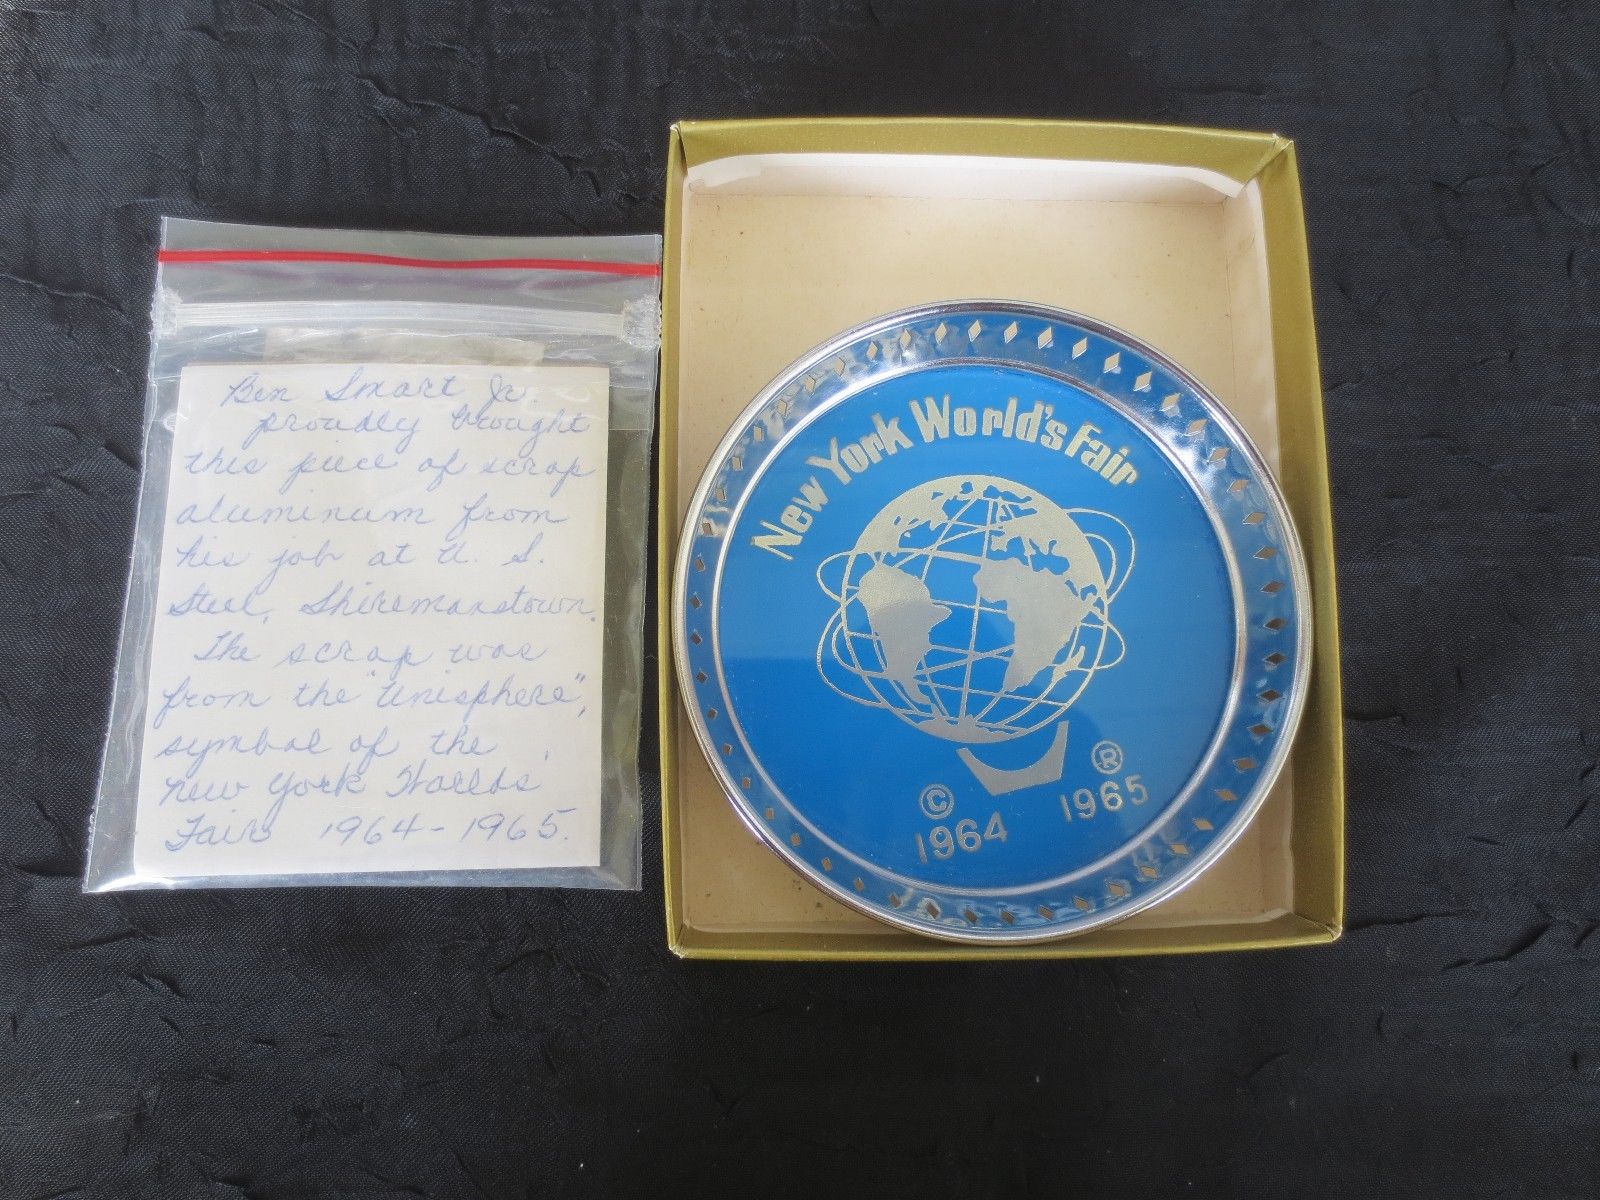 Ben Smart Jr.
proudly brought
this piece of scrap
aluminum from
his job at U. S.
Steel, Shiremanstown.
The scrap was
from the "Unisphere",
symbol of the
New York Worlds'
Fair 1964-1965.
New York World's Fair
© ®
1964 1965